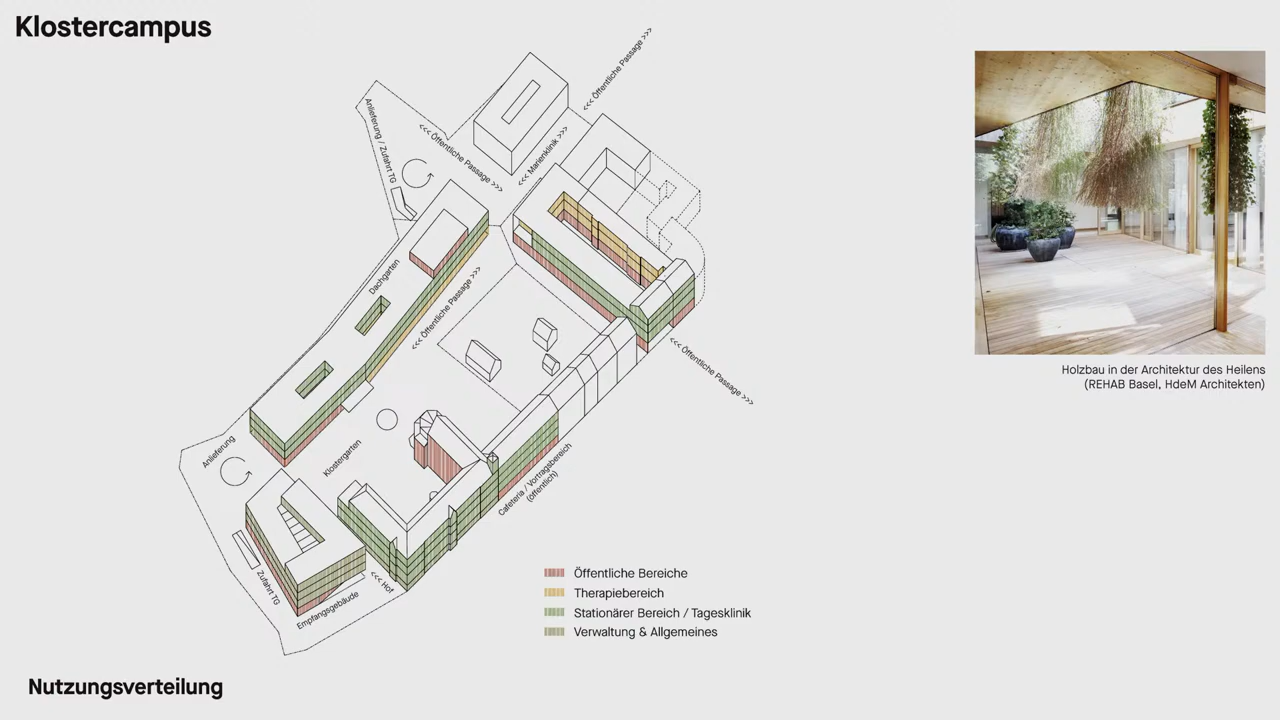 Klostercampus
<<< Öffentliche Passage >>>
Anlieferung / Zufahrt TG
<<< Öffentliche Passage >>>
<<< Marienklinik >>>
Dachgarten
<<< Öffentliche Passage >>>
<<< Öffentliche Passage >>>
Holzbau in der Architektur des Heilens
(REHAB Basel, HdeM Architekten)
Anlieferung
Klostergarten
Cafeteria / Vortragsbereich
(öffentlich)
Zufahrt TG
<<< Hof
Empfangsgebäude
Öffentliche Bereiche
Therapiebereich
Stationärer Bereich / Tagesklinik
Verwaltung & Allgemeines
Nutzungsverteilung